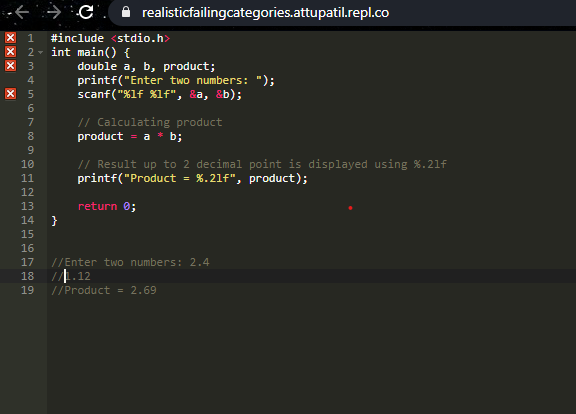 realisticfailingcategories.attupatil.repl.co
1 #include <stdio.h>
2 int main() {
3     double a, b, product;
4     printf("Enter two numbers: ");
5     scanf("%lf %lf", &a, &b);
6
7     // Calculating product
8     product = a * b;
9
10     // Result up to 2 decimal point is displayed using %.2lf
11     printf("Product = %.2lf", product);
12
13     return 0;
14 }
15
16
17 //Enter two numbers: 2.4
18 //1.12
19 //Product = 2.69